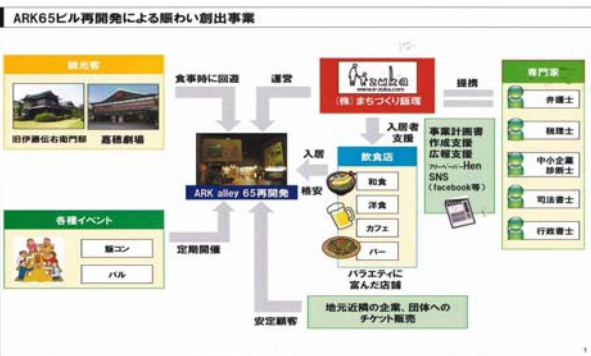 ARK65ビル再開発による賑わい創出事業
観光客
旧伊藤伝右衛門邸
嘉穂劇場
食事時に回遊
運営
(株)まちづくり飯塚
提携
専門家
弁護士
税理士
中小企業
診断士
司法書士
行政書士
入居者
支援
事業計画書
作成支援
広報支援
フリーペーパーHen
SNS
(facebook等)
入居
格安
飲食店
和食
洋食
カフェ
バー
バラエティに
富んだ店舗
ARK alley 65再開発
各種イベント
飯コン
バル
定期開催
安定顧客
地元近隣の企業、団体への
チケット販売
1